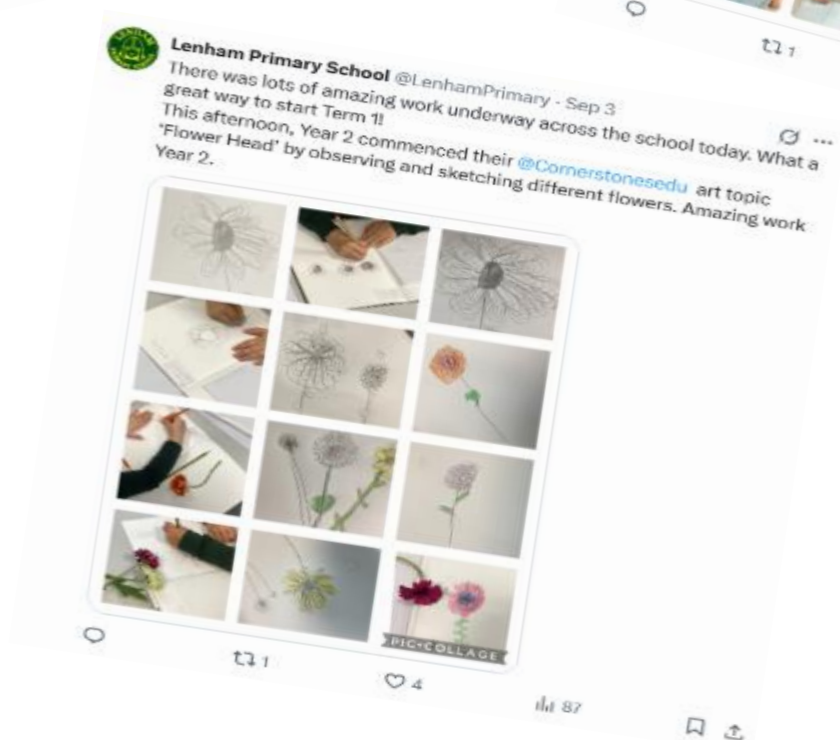 1
LENHAM
Lenham Primary School @LenhamPrimary · Sep 3
There was lots of amazing work underway across the school today. What a
great way to start Term 1!
This afternoon, Year 2 commenced their @Cornerstonesedu art topic
'Flower Head' by observing and sketching different flowers. Amazing work
Year 2.
PIC•COLLAGE
1
4
87